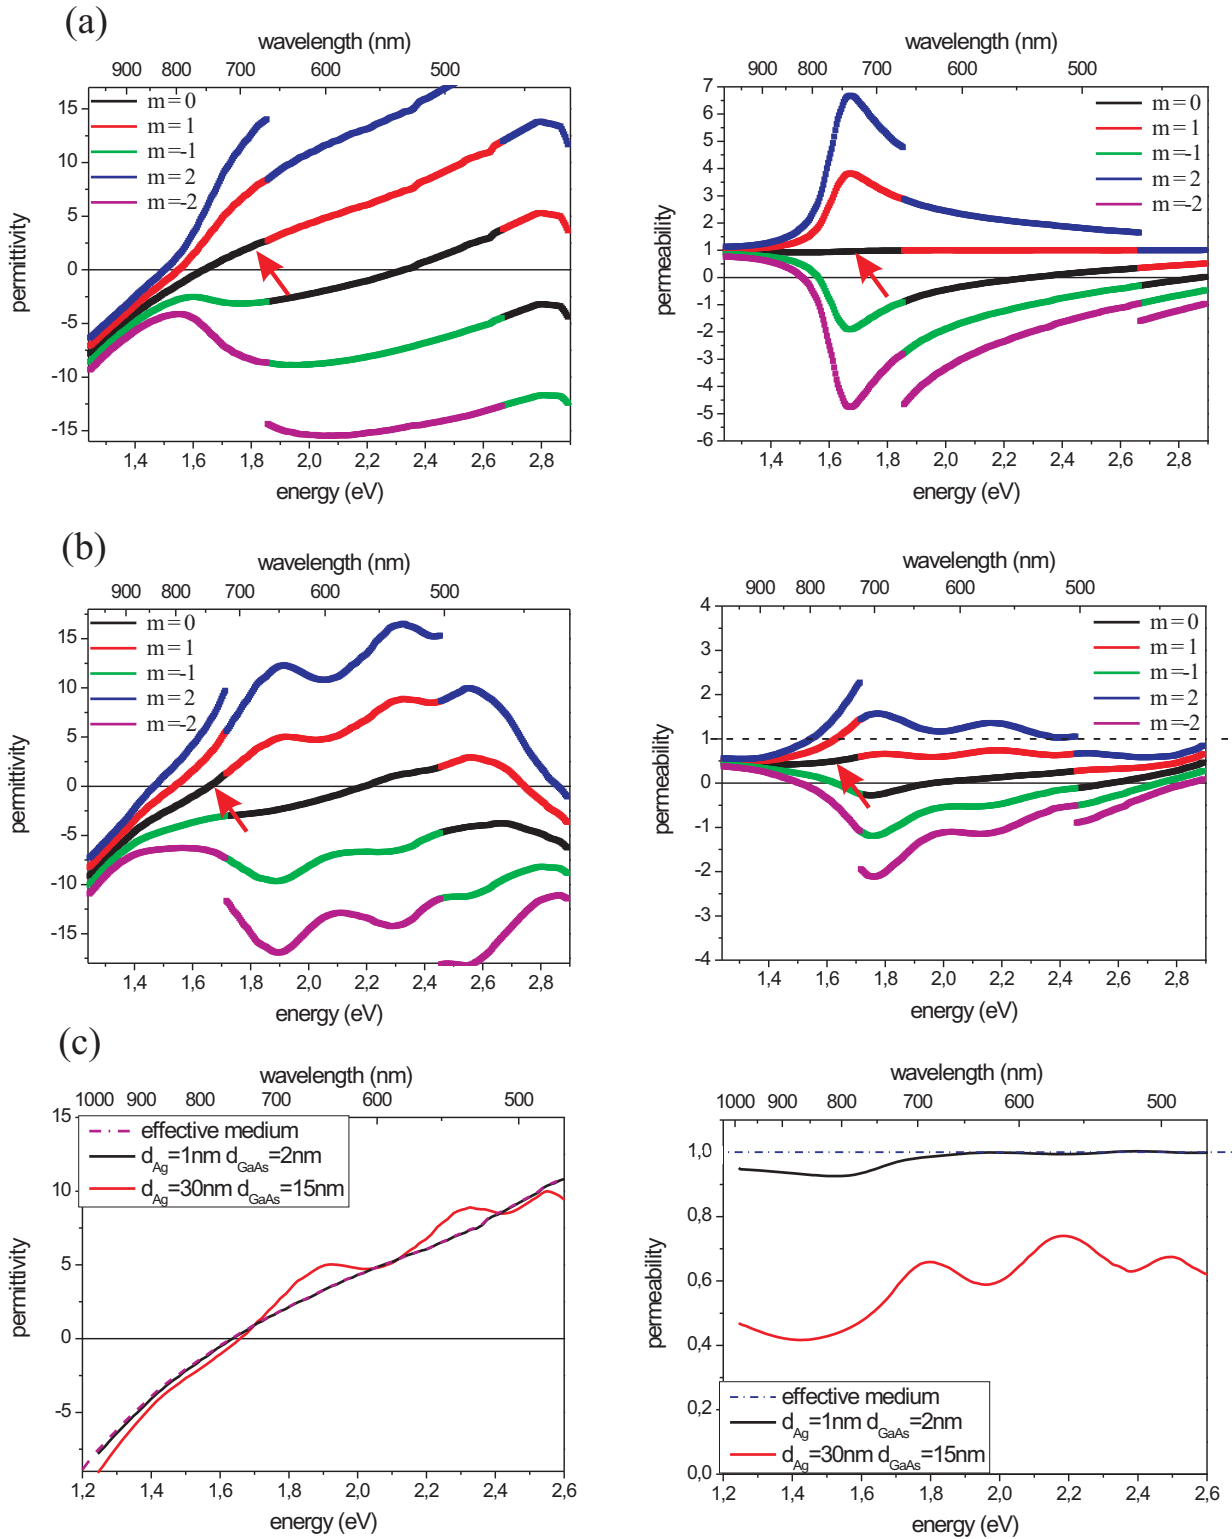 (a)
wavelength (nm)
900 800 700 600 500
15
10
5
0
-5
-10
-15
permittivity
m=0
m=1
m=-1
m=2
m=-2
1,4 1,6 1,8 2,0 2,2 2,4 2,6 2,8
energy (eV)
wavelength (nm)
900 800 700 600 500
7
6
5
4
3
2
1
0
-1
-2
-3
-4
-5
-6
permeability
m=0
m=1
m=-1
m=2
m=-2
1,4 1,6 1,8 2,0 2,2 2,4 2,6 2,8
energy (eV)
(b)
wavelength (nm)
900 800 700 600 500
15
10
5
0
-5
-10
-15
permittivity
m=0
m=1
m=-1
m=2
m=-2
1,4 1,6 1,8 2,0 2,2 2,4 2,6 2,8
energy (eV)
wavelength (nm)
900 800 700 600 500
4
3
2
1
0
-1
-2
-3
-4
permeability
m=0
m=1
m=-1
m=2
m=-2
1,4 1,6 1,8 2,0 2,2 2,4 2,6 2,8
energy (eV)
(c)
wavelength (nm)
1000 900 800 700 600 500
15
10
5
0
-5
permittivity
effective medium
dAg=1nm dGaAs=2nm
dAg=30nm dGaAs=15nm
1,2 1,4 1,6 1,8 2,0 2,2 2,4 2,6
energy (eV)
wavelength (nm)
1000 900 800 700 600 500
1,0
0,8
0,6
0,4
0,2
0,0
permeability
effective medium
dAg=1nm dGaAs=2nm
dAg=30nm dGaAs=15nm
1,2 1,4 1,6 1,8 2,0 2,2 2,4 2,6
energy (eV)